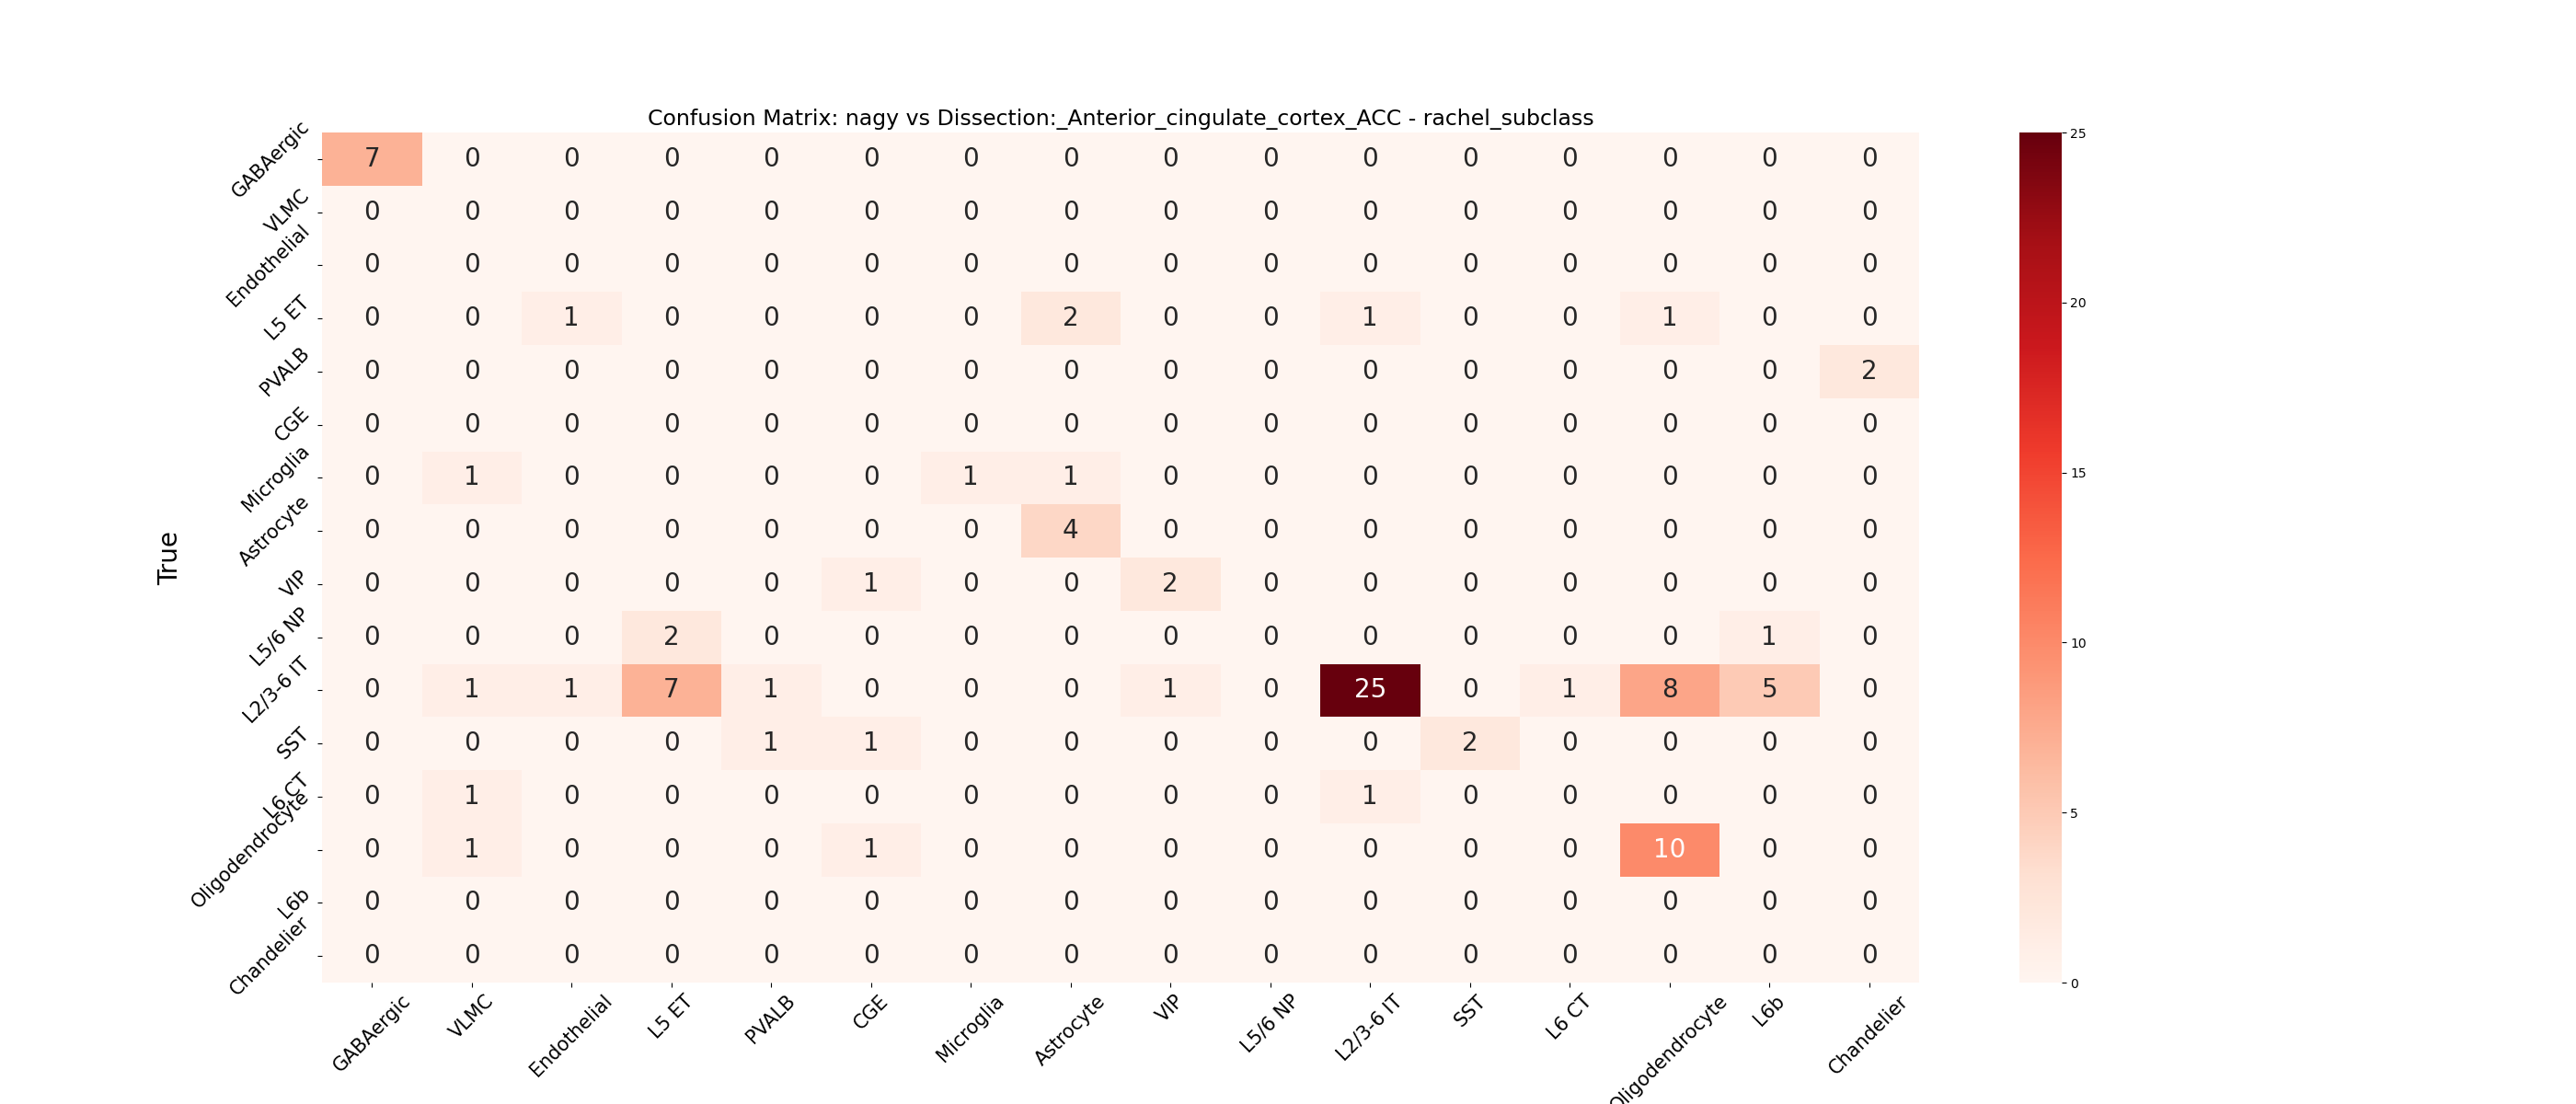 Confusion Matrix: nagy vs Dissection:_Anterior_cingulate_cortex_ACC - rachel_subclass
True
GABAergic 7 0 0 0 0 0 0 0 0 0 0 0 0 0 0 0
VLMC 0 0 0 0 0 0 0 0 0 0 0 0 0 0 0 0
Endothelial 0 0 0 0 0 0 0 0 0 0 0 0 0 0 0 0
L5 ET 0 0 1 0 0 0 0 2 0 0 1 0 0 1 0 0
PVALB 0 0 0 0 0 0 0 0 0 0 0 0 0 0 0 2
CGE 0 0 0 0 0 0 0 0 0 0 0 0 0 0 0 0
Microglia 0 1 0 0 0 0 1 1 0 0 0 0 0 0 0 0
Astrocyte 0 0 0 0 0 0 0 4 0 0 0 0 0 0 0 0
VIP 0 0 0 0 0 1 0 0 2 0 0 0 0 0 0 0
L5/6 NP 0 0 0 2 0 0 0 0 0 0 0 0 0 0 1 0
L2/3-6 IT 0 1 1 7 1 0 0 0 1 0 25 0 1 8 5 0
SST 0 0 0 0 1 1 0 0 0 0 0 2 0 0 0 0
L6 CT 0 1 0 0 0 0 0 0 0 0 1 0 0 0 0 0
Oligodendrocyte 0 1 0 0 0 1 0 0 0 0 0 0 0 10 0 0
L6b 0 0 0 0 0 0 0 0 0 0 0 0 0 0 0 0
Chandelier 0 0 0 0 0 0 0 0 0 0 0 0 0 0 0 0
GABAergic VLMC Endothelial L5 ET PVALB CGE Microglia Astrocyte VIP L5/6 NP L2/3-6 IT SST L6 CT Oligodendrocyte L6b Chandelier
25
20
15
10
5
0